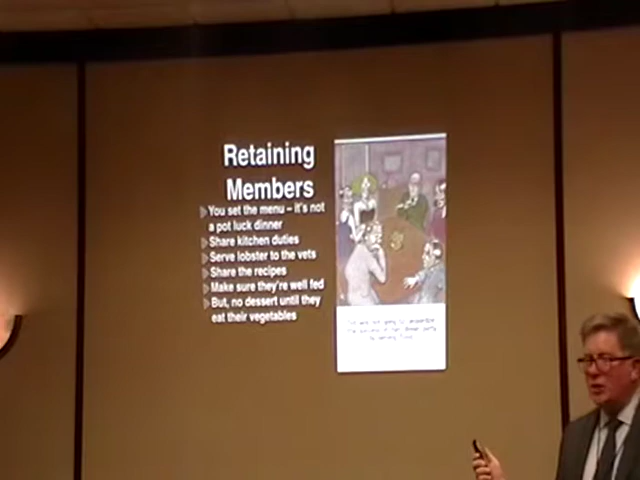 Retaining
Members
You set the menu – it's not
a pot luck dinner
Share kitchen duties
Serve lobster to the vets
Share the recipes
Make sure they're well fed
But, no dessert until they
eat their vegetables